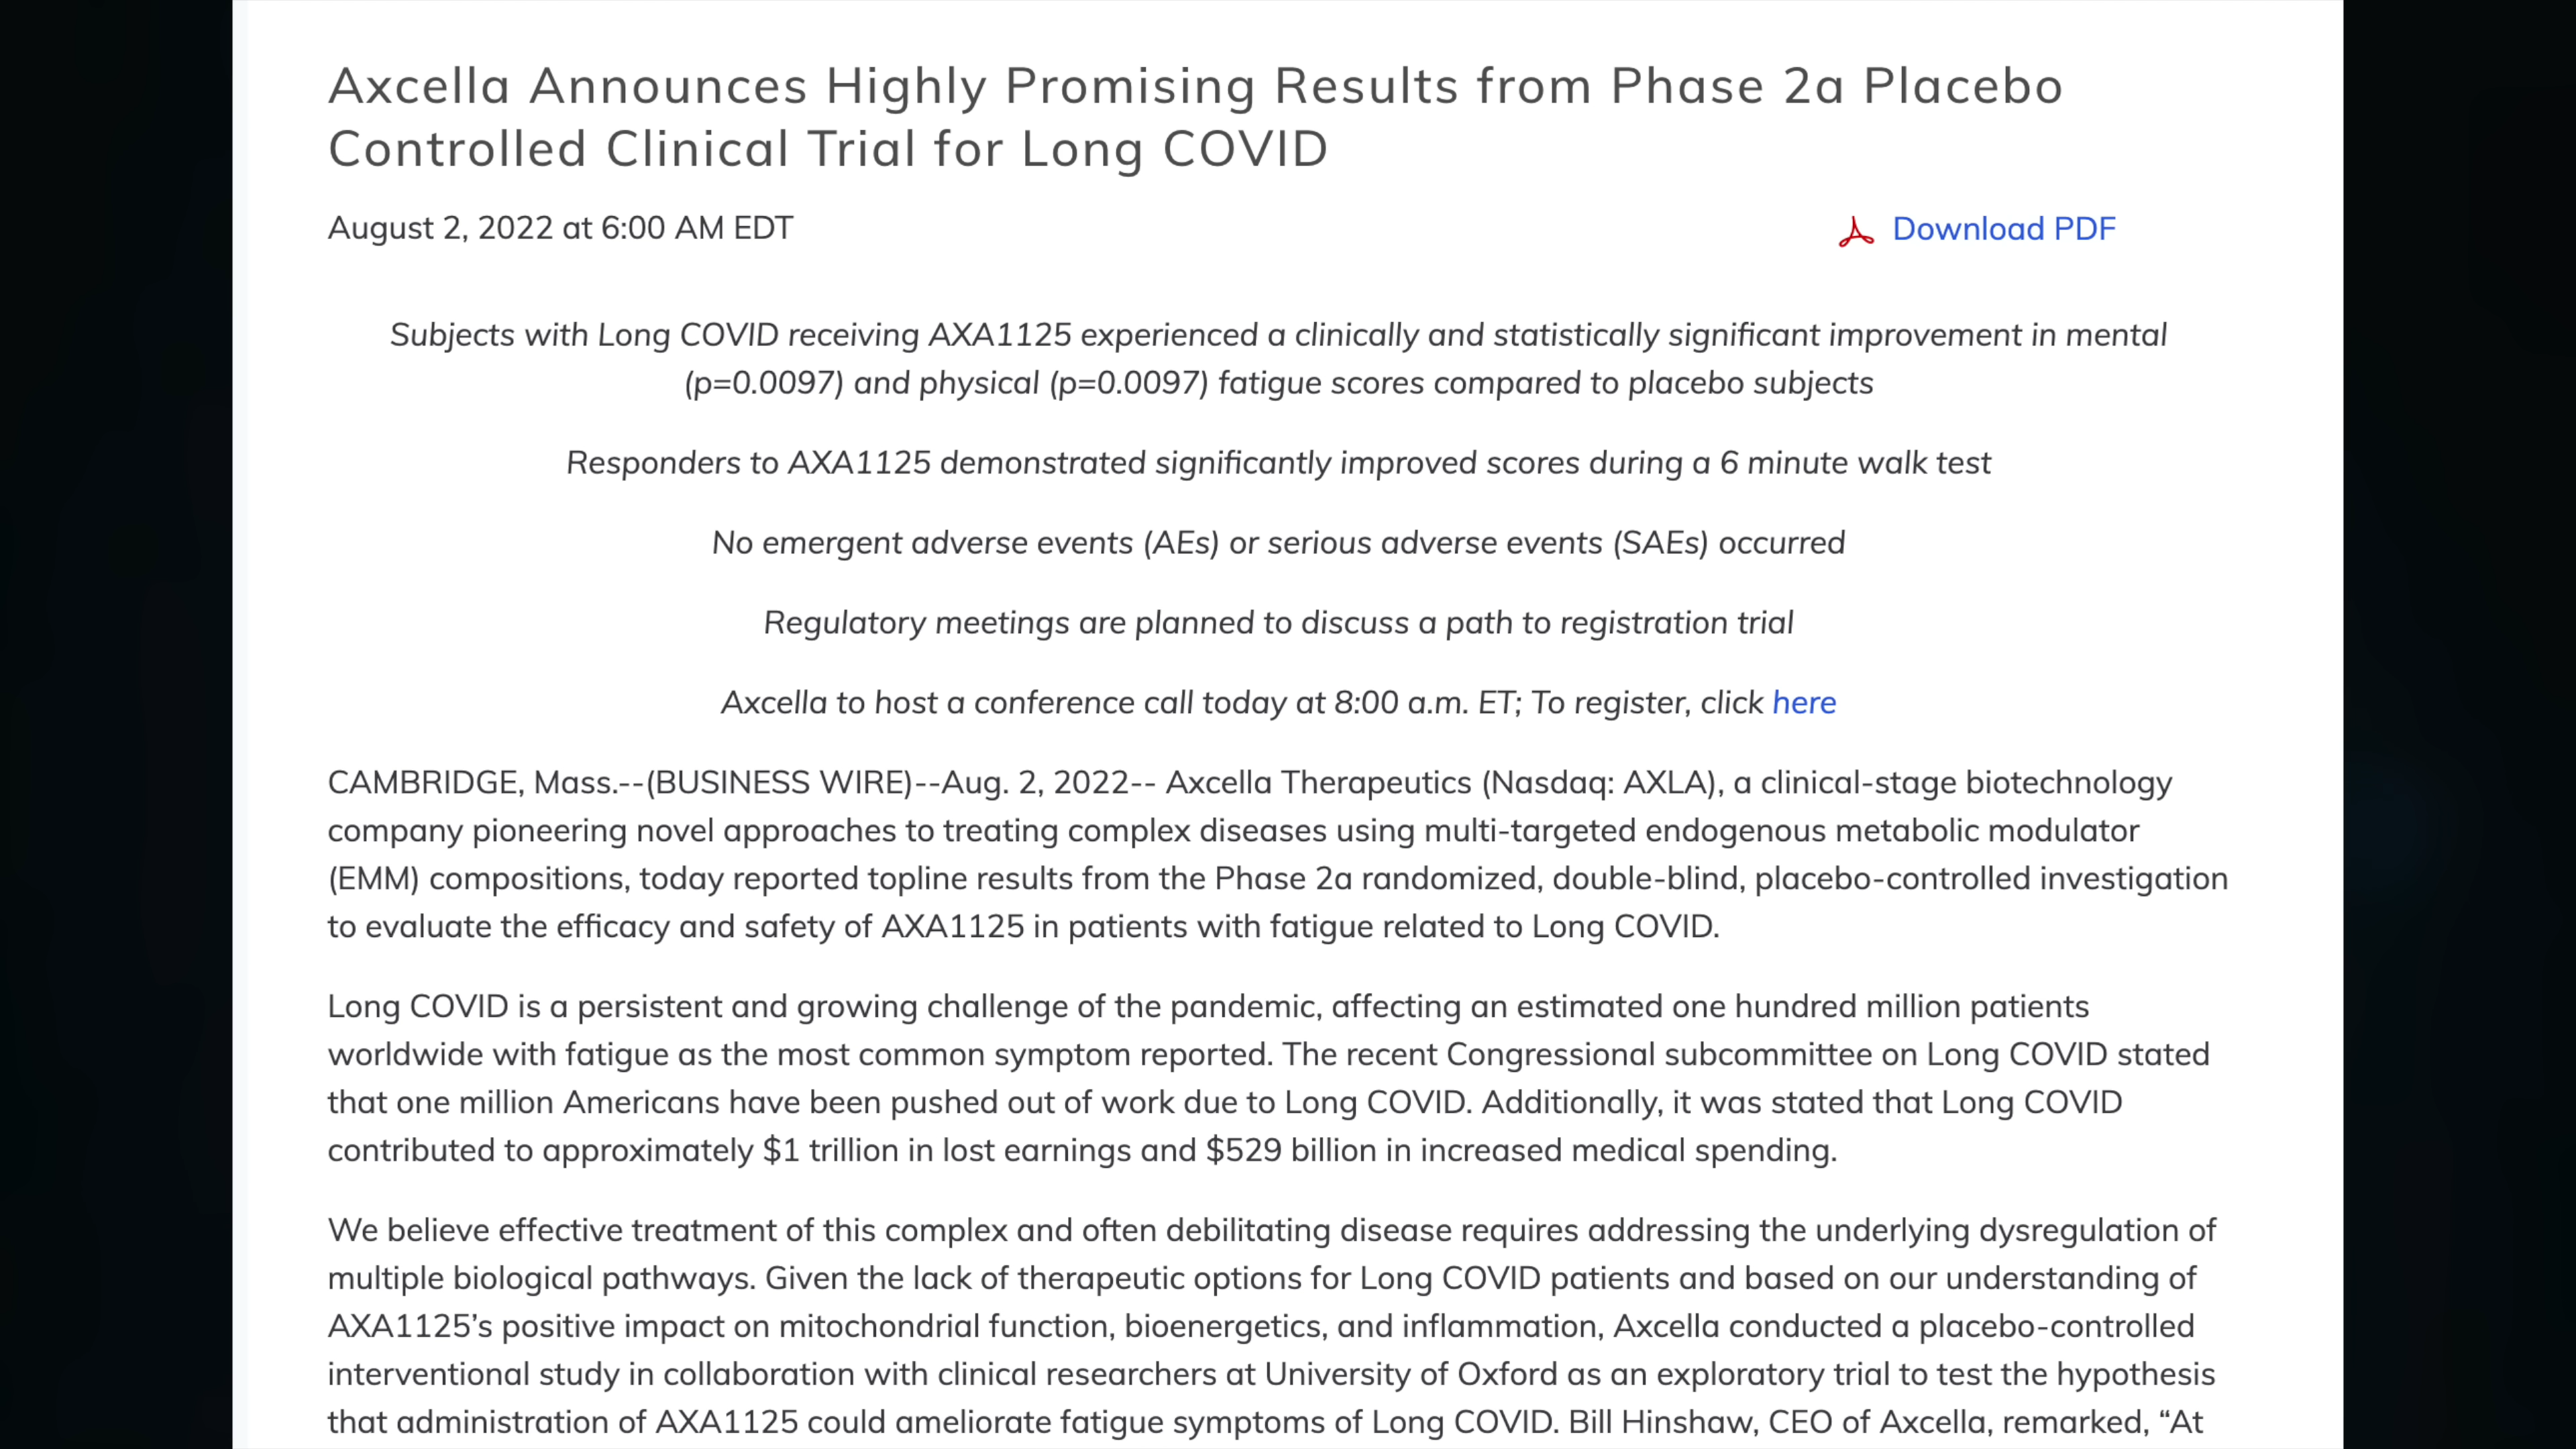 Axcella Announces Highly Promising Results from Phase 2a Placebo
Controlled Clinical Trial for Long COVID
August 2, 2022 at 6:00 AM EDT
Download PDF
Subjects with Long COVID receiving AXA1125 experienced a clinically and statistically significant improvement in mental
(p=0.0097) and physical (p=0.0097) fatigue scores compared to placebo subjects
Responders to AXA1125 demonstrated significantly improved scores during a 6 minute walk test
No emergent adverse events (AEs) or serious adverse events (SAEs) occurred
Regulatory meetings are planned to discuss a path to registration trial
Axcella to host a conference call today at 8:00 a.m. ET; To register, click here
CAMBRIDGE, Mass.--(BUSINESS WIRE)--Aug. 2, 2022-- Axcella Therapeutics (Nasdaq: AXLA), a clinical-stage biotechnology
company pioneering novel approaches to treating complex diseases using multi-targeted endogenous metabolic modulator
(EMM) compositions, today reported topline results from the Phase 2a randomized, double-blind, placebo-controlled investigation
to evaluate the efficacy and safety of AXA1125 in patients with fatigue related to Long COVID.
Long COVID is a persistent and growing challenge of the pandemic, affecting an estimated one hundred million patients
worldwide with fatigue as the most common symptom reported. The recent Congressional subcommittee on Long COVID stated
that one million Americans have been pushed out of work due to Long COVID. Additionally, it was stated that Long COVID
contributed to approximately $1 trillion in lost earnings and $529 billion in increased medical spending.
We believe effective treatment of this complex and often debilitating disease requires addressing the underlying dysregulation of
multiple biological pathways. Given the lack of therapeutic options for Long COVID patients and based on our understanding of
AXA1125’s positive impact on mitochondrial function, bioenergetics, and inflammation, Axcella conducted a placebo-controlled
interventional study in collaboration with clinical researchers at University of Oxford as an exploratory trial to test the hypothesis
that administration of AXA1125 could ameliorate fatigue symptoms of Long COVID. Bill Hinshaw, CEO of Axcella, remarked, “At